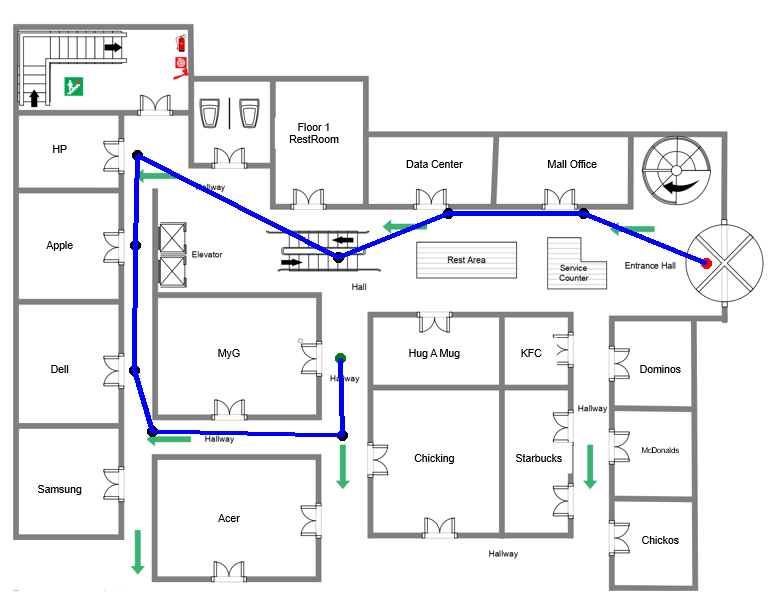 HP
Floor 1
RestRoom
Data Center
Mall Office
Hallway
Apple
Elevator
Rest Area
Service
Counter
Entrance Hall
Hall
MyG
Hug A Mug
KFC
Dell
Dominos
Hallway
Hallway
Hallway
Chicking
Starbucks
McDonalds
Samsung
Acer
Chickos
Hallway